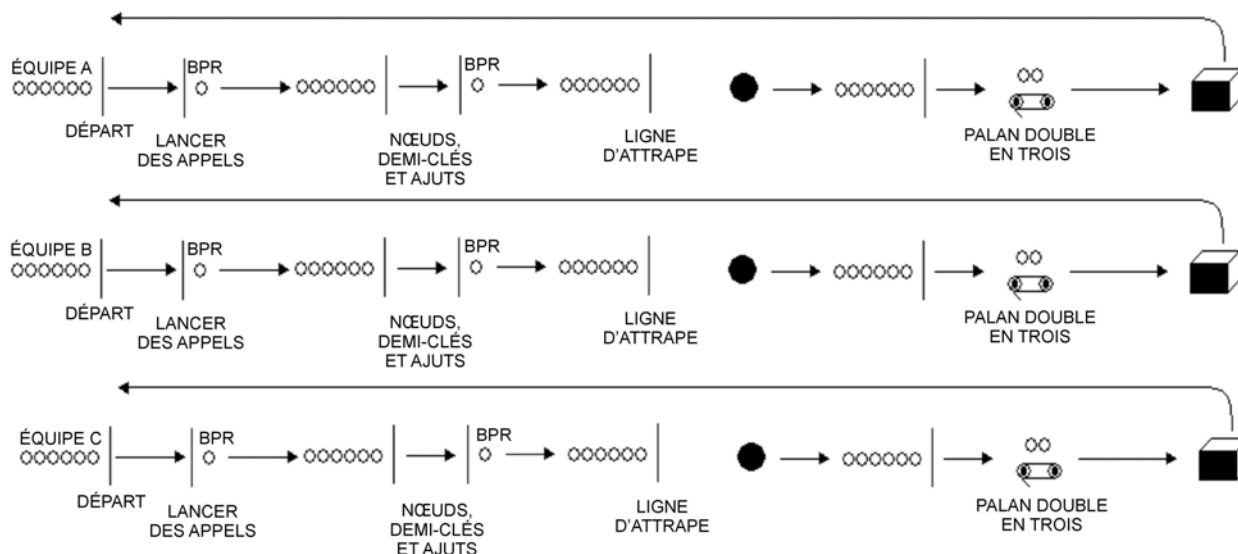 ÉQUIPE A
DÉPART
BPR
LANCER
DES APPELS
BPR
NŒUDS,
DEMI-CLÉS
ET AJUTS
LIGNE
D'ATTRAPE
PALAN DOUBLE
EN TROIS
ÉQUIPE B
DÉPART
BPR
LANCER
DES APPELS
BPR
NŒUDS,
DEMI-CLÉS
ET AJUTS
LIGNE
D'ATTRAPE
PALAN DOUBLE
EN TROIS
ÉQUIPE C
DÉPART
BPR
LANCER
DES APPELS
BPR
NŒUDS,
DEMI-CLÉS
ET AJUTS
LIGNE
D'ATTRAPE
PALAN DOUBLE
EN TROIS